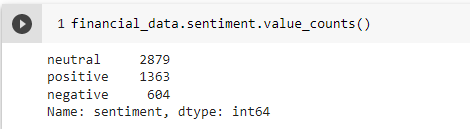 1 financial_data.sentiment.value_counts()
neutral     2879
positive    1363
negative     604
Name: sentiment, dtype: int64